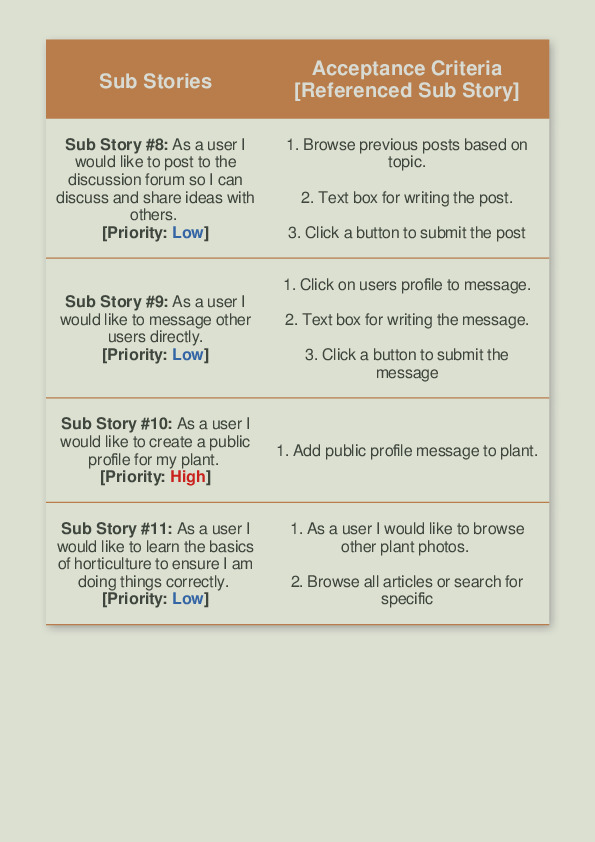 Sub Stories
Acceptance Criteria
[Referenced Sub Story]
Sub Story #8: As a user I
would like to post to the
discussion forum so I can
discuss and share ideas with
others.
[Priority: Low]
1. Browse previous posts based on
topic.
2. Text box for writing the post.
3. Click a button to submit the post
Sub Story #9: As a user I
would like to message other
users directly.
[Priority: Low]
1. Click on users profile to message.
2. Text box for writing the message.
3. Click a button to submit the
message
Sub Story #10: As a user I
would like to create a public
profile for my plant.
[Priority: High]
1. Add public profile message to plant.
Sub Story #11: As a user I
would like to learn the basics
of horticulture to ensure I am
doing things correctly.
[Priority: Low]
1. As a user I would like to browse
other plant photos.
2. Browse all articles or search for
specific